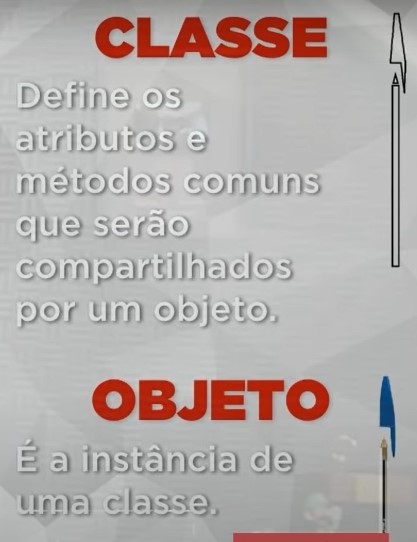 CLASSE
Define os
atributos e
métodos comuns
que serão
compartilhados
por um objeto.
OBJETO
É a instância de
uma classe.